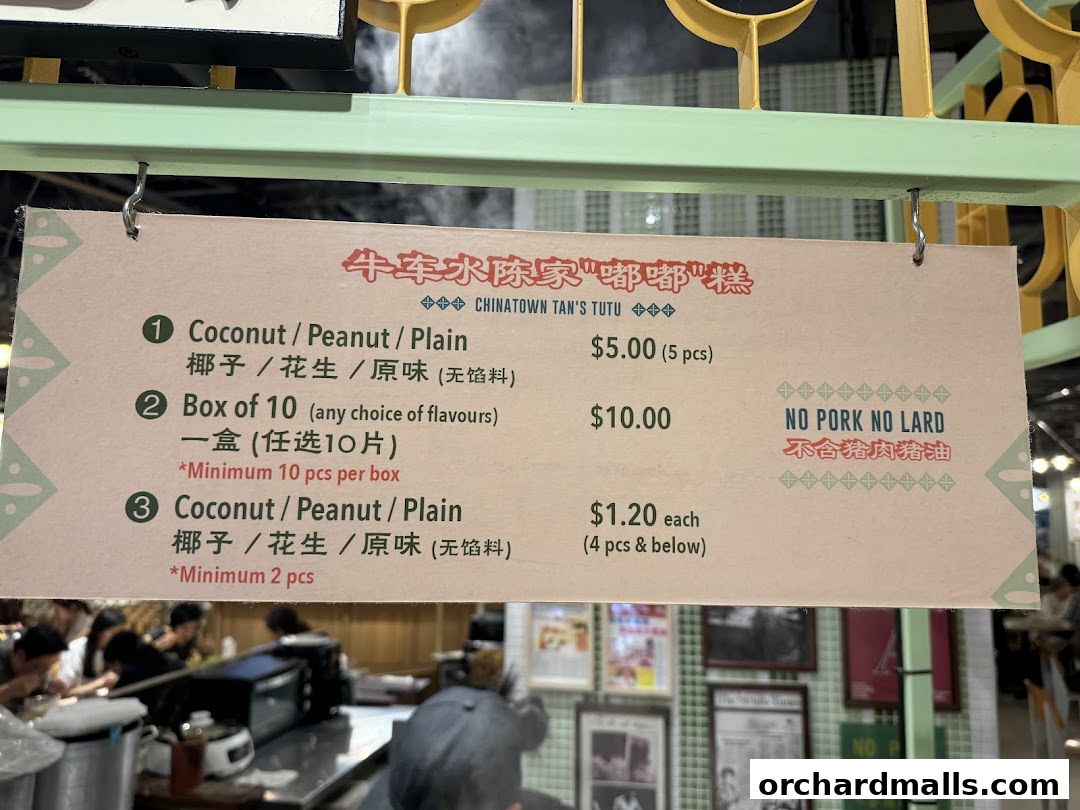 牛车水陈家"嘟嘟"糕
CHINATOWN TAN'S TUTU
1 Coconut / Peanut / Plain $5.00 (5 pcs)
椰子 / 花生 / 原味 (无馅料)
2 Box of 10 (any choice of flavours) $10.00
一盒 (任选10片)
*Minimum 10 pcs per box
3 Coconut / Peanut / Plain $1.20 each
椰子 / 花生 / 原味 (无馅料) (4 pcs & below)
*Minimum 2 pcs
NO PORK NO LARD
不含猪肉猪油
NO
orchardmalls.com